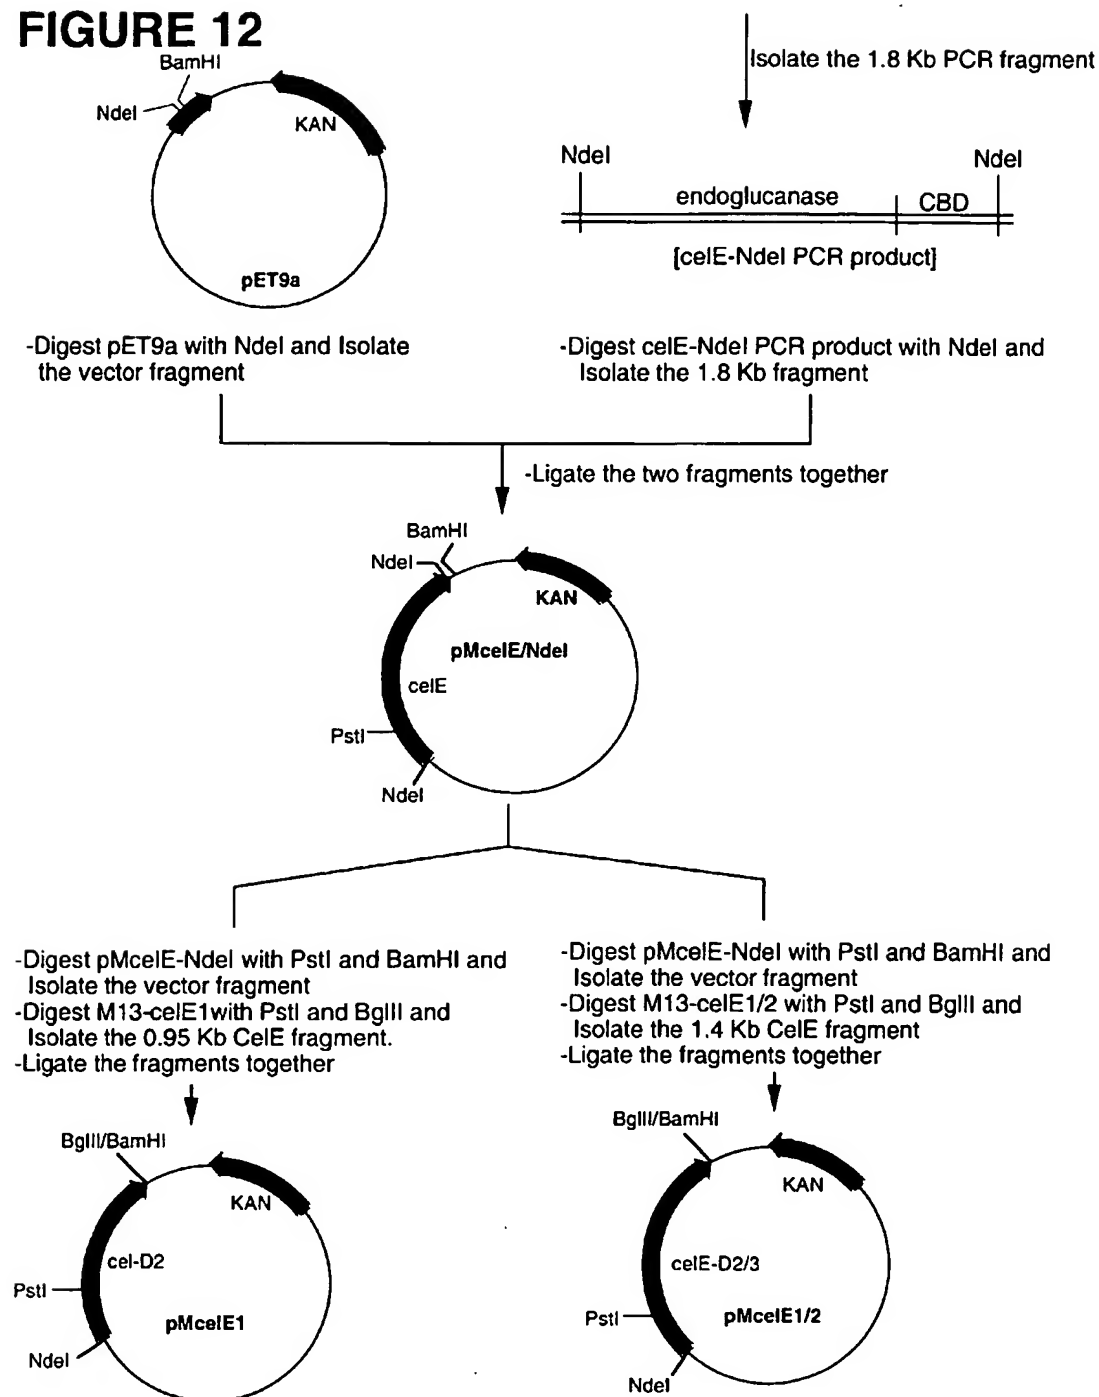 FIGURE 12
BamHI
NdeI
KAN
pET9a
-Digest pET9a with NdeI and Isolate
the vector fragment
Isolate the 1.8 Kb PCR fragment
NdeI
NdeI
endoglucanase
CBD
[celE-NdeI PCR product]
-Digest celE-NdeI PCR product with NdeI and
Isolate the 1.8 Kb fragment
-Ligate the two fragments together
BamHI
NdeI
KAN
pMcelE/NdeI
celE
PstI
NdeI
-Digest pMcelE-NdeI with PstI and BamHI and
Isolate the vector fragment
-Digest M13-celE1with PstI and BglII and
Isolate the 0.95 Kb CelE fragment.
-Ligate the fragments together
BglII/BamHI
KAN
cel-D2
PstI
pMcelE1
NdeI
-Digest pMcelE-NdeI with PstI and BamHI and
Isolate the vector fragment
-Digest M13-celE1/2 with PstI and BglII and
Isolate the 1.4 Kb CelE fragment
-Ligate the fragments together
BglII/BamHI
KAN
celE-D2/3
PstI
pMcelE1/2
NdeI